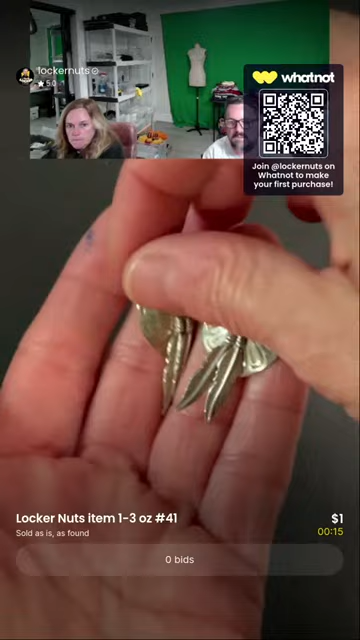 lockernuts
5.0
whatnot
Join @lockernuts on
Whatnot to make
your first purchase!
Locker Nuts item 1-3 oz #41
$1
Sold as is, as found
00:15
0 bids